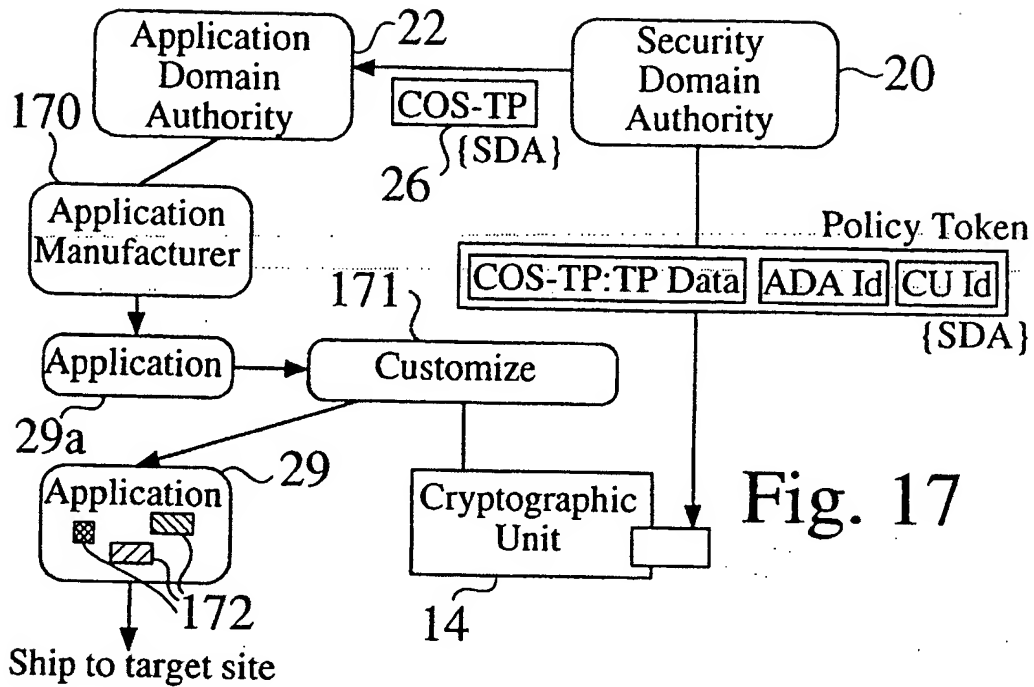 Application
Domain
Authority
22
Security
Domain
Authority
20
COS-TP
{SDA}
26
170
Application
Manufacturer
Policy Token
COS-TP:TP Data
ADA Id
CU Id
{SDA}
171
Application
Customize
29a
29
Application
172
Cryptographic
Unit
14
Fig. 17
Ship to target site